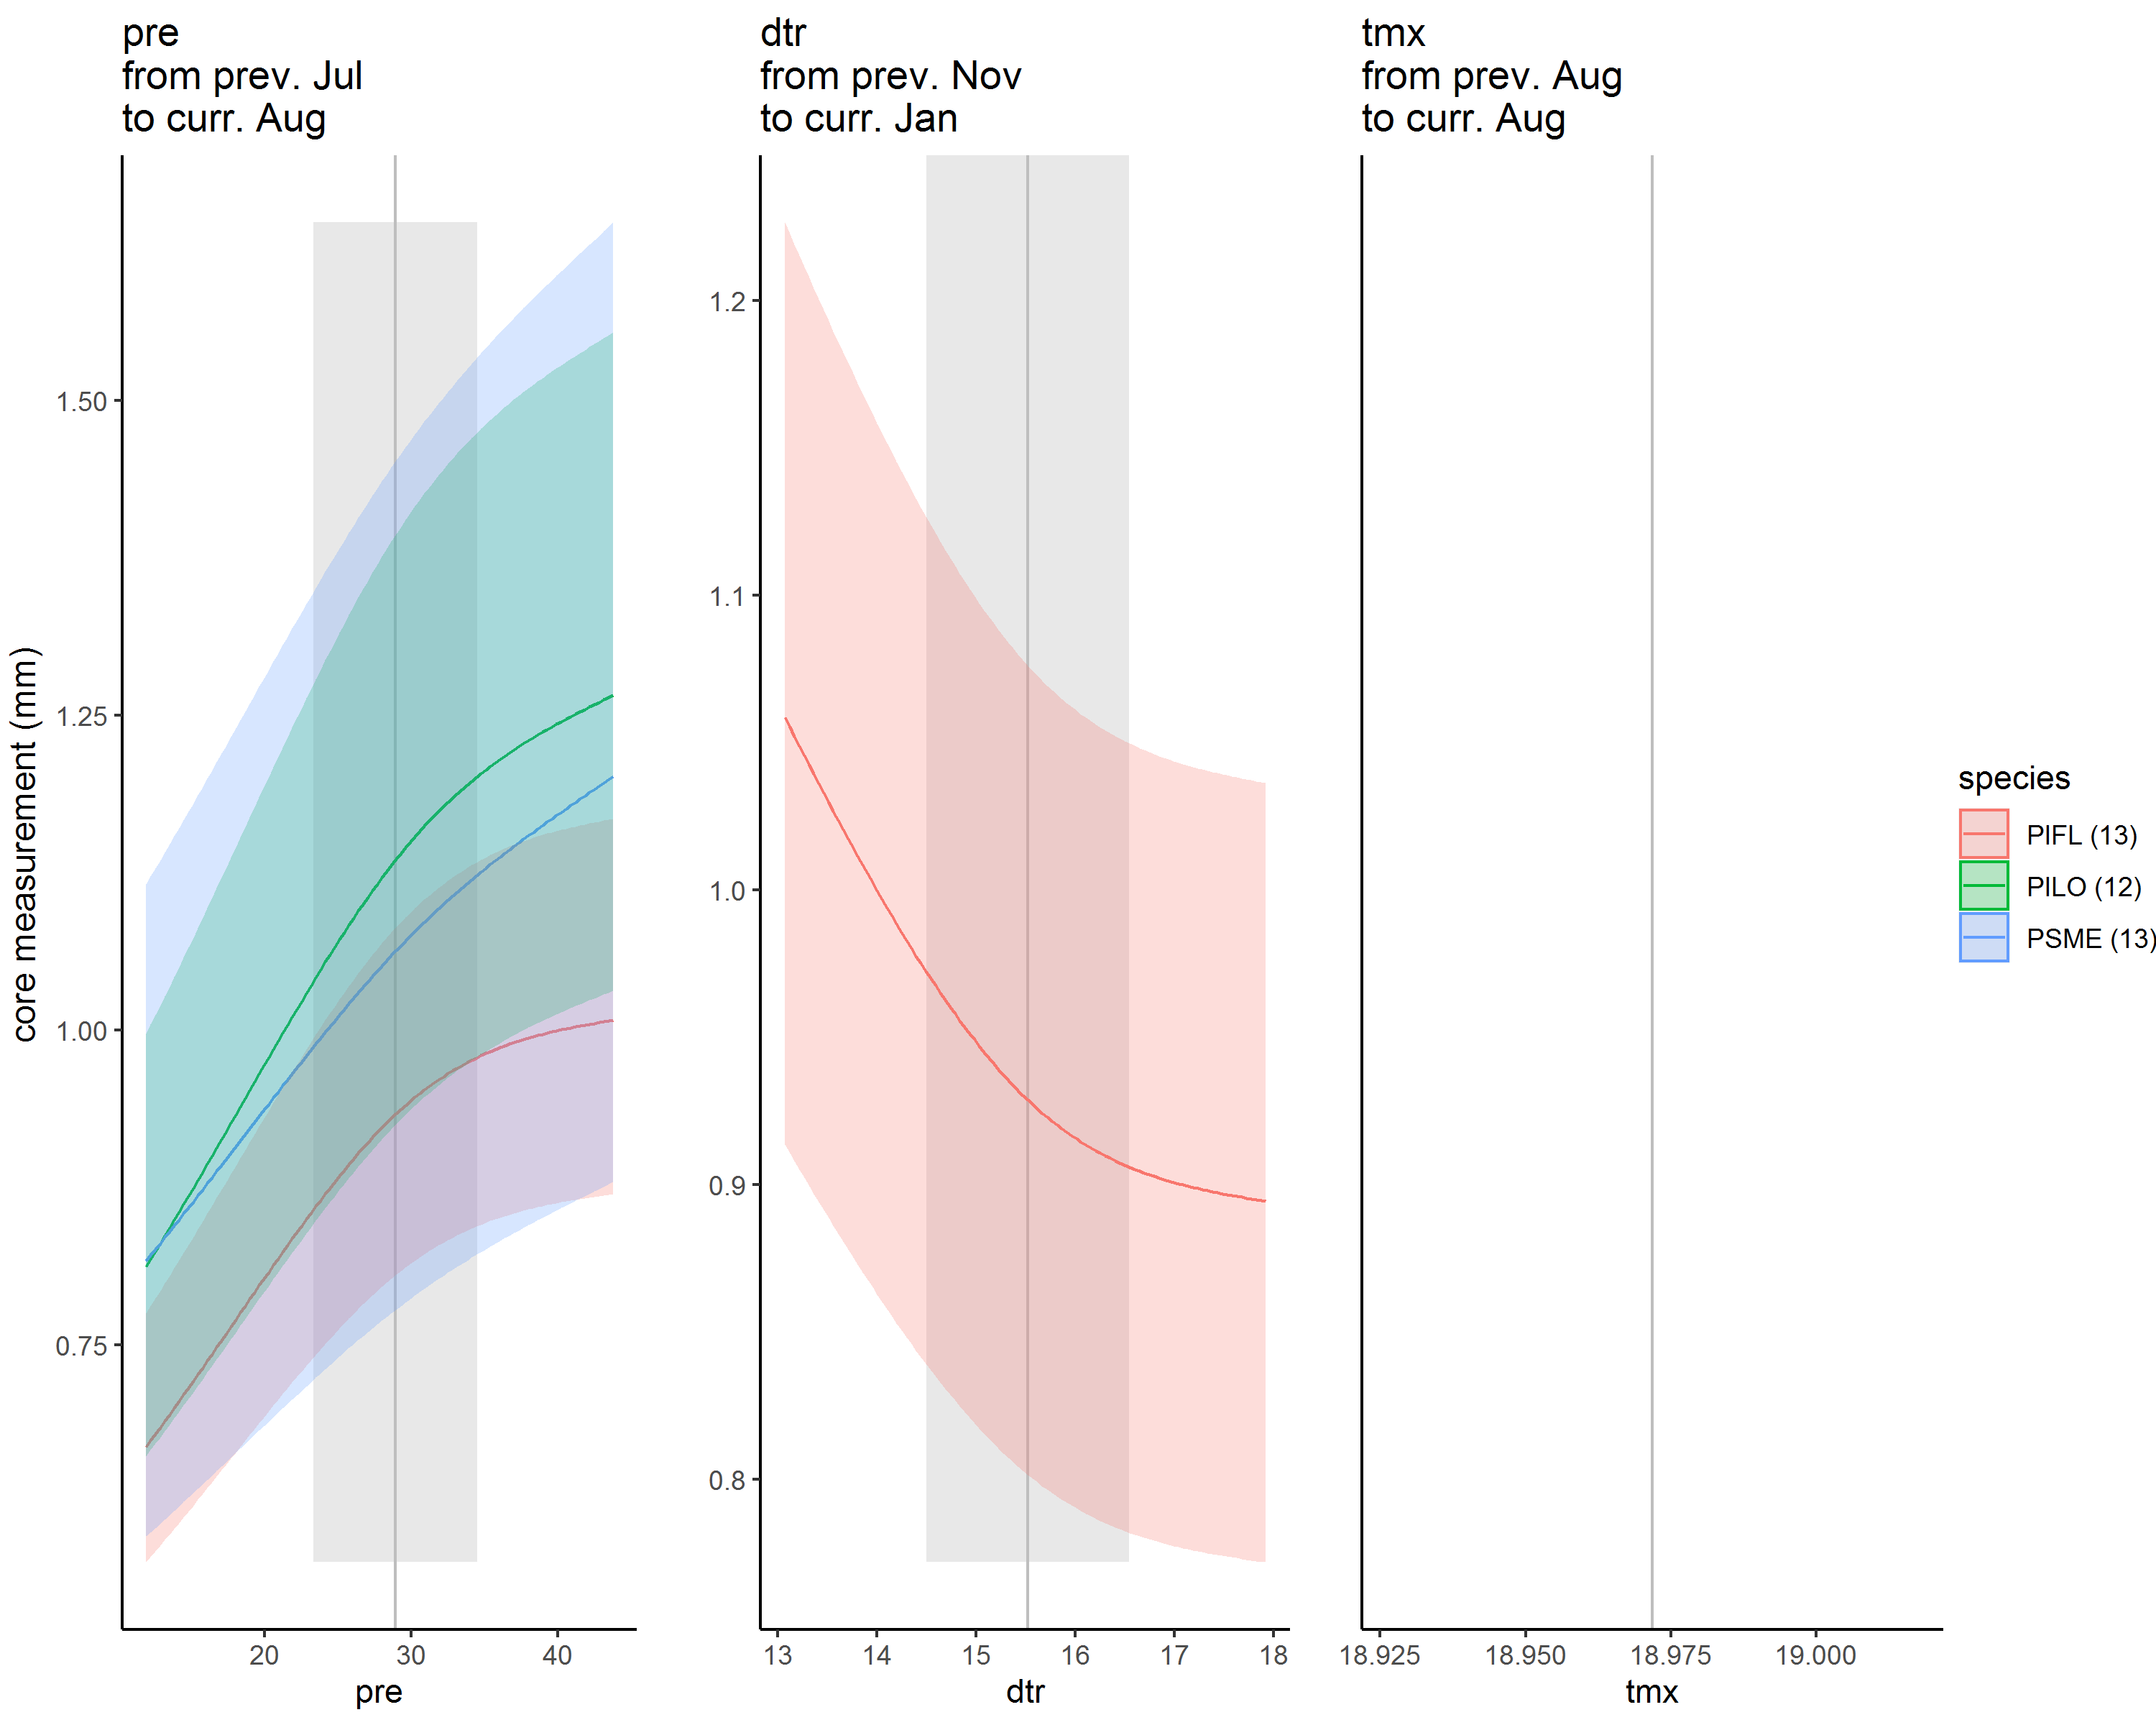 pre
from prev. Jul
to curr. Aug
dtr
from prev. Nov
to curr. Jan
tmx
from prev. Aug
to curr. Aug
core measurement (mm)
1.50
1.25
1.00
0.75
20 30 40
pre
1.2
1.1
1.0
0.9
0.8
13 14 15 16 17 18
dtr
18.925 18.950 18.975 19.000
tmx
species
PIFL (13)
PILO (12)
PSME (13)